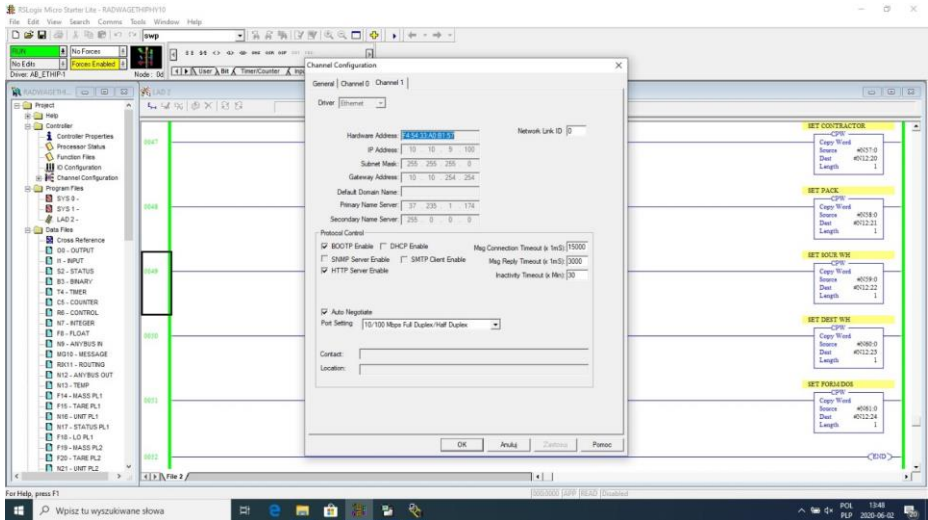 RSLogix Micro Starter Lite - RADWAGETHIPHY10
File Edit View Search Comms Tools Window Help
swp
RUN No Forces
No Edits Forces Enabled
Driver: AB_ETHIP-1 Node: 0d
User Bit Timer/Counter
RADWAGETHI...
LAD 2
Project
Help
Controller
Controller Properties
Processor Status
Function Files
IO Configuration
Channel Configuration
Program Files
SYS 0 -
SYS 1 -
LAD 2 -
Data Files
Cross Reference
O0 - OUTPUT
I1 - INPUT
S2 - STATUS
B3 - BINARY
T4 - TIMER
C5 - COUNTER
R6 - CONTROL
N7 - INTEGER
F8 - FLOAT
N9 - ANYBUS IN
MG10 - MESSAGE
RIX11 - ROUTING
N12 - ANYBUS OUT
N13 - TEMP
F14 - MASS PL1
F15 - TARE PL1
N16 - UNIT PL1
N17 - STATUS PL1
F18 - LO PL1
F19 - MASS PL2
F20 - TARE PL2
N21 - UNIT PL2
0047
0048
0049
0050
0051
0052
File 2
Channel Configuration
General Channel 0 Channel 1
Driver Ethernet
Hardware Address: F4:54:33:A0:B1:57
Network Link ID 0
IP Address: 10 . 10 . 9 . 100
Subnet Mask: 255 . 255 . 255 . 0
Gateway Address: 10 . 10 . 254 . 254
Default Domain Name:
Primary Name Server: 37 . 235 . 1 . 174
Secondary Name Server: 255 . 0 . 0 . 0
Protocol Control
BOOTP Enable DHCP Enable Msg Connection Timeout (x 1mS): 15000
SNMP Server Enable SMTP Client Enable Msg Reply Timeout (x 1mS): 3000
HTTP Server Enable Inactivity Timeout (x Min): 30
Auto Negotiate
Port Setting 10/100 Mbps Full Duplex/Half Duplex
Contact:
Location:
OK Anuluj Zastosuj Pomoc
SET CONTRACTOR
CPW
Copy Word
Source #N57:0
Dest #N12:20
Length 1
SET PACK
CPW
Copy Word
Source #N58:0
Dest #N12:21
Length 1
SET SOUR WH
CPW
Copy Word
Source #N59:0
Dest #N12:22
Length 1
SET DEST WH
CPW
Copy Word
Source #N60:0
Dest #N12:23
Length 1
SET FORM/DOS
CPW
Copy Word
Source #N61:0
Dest #N12:24
Length 1
END
For Help, press F1
APP READ Disabled
Wpisz tu wyszukiwane słowa
POL 13:48
PLP 2020-06-02